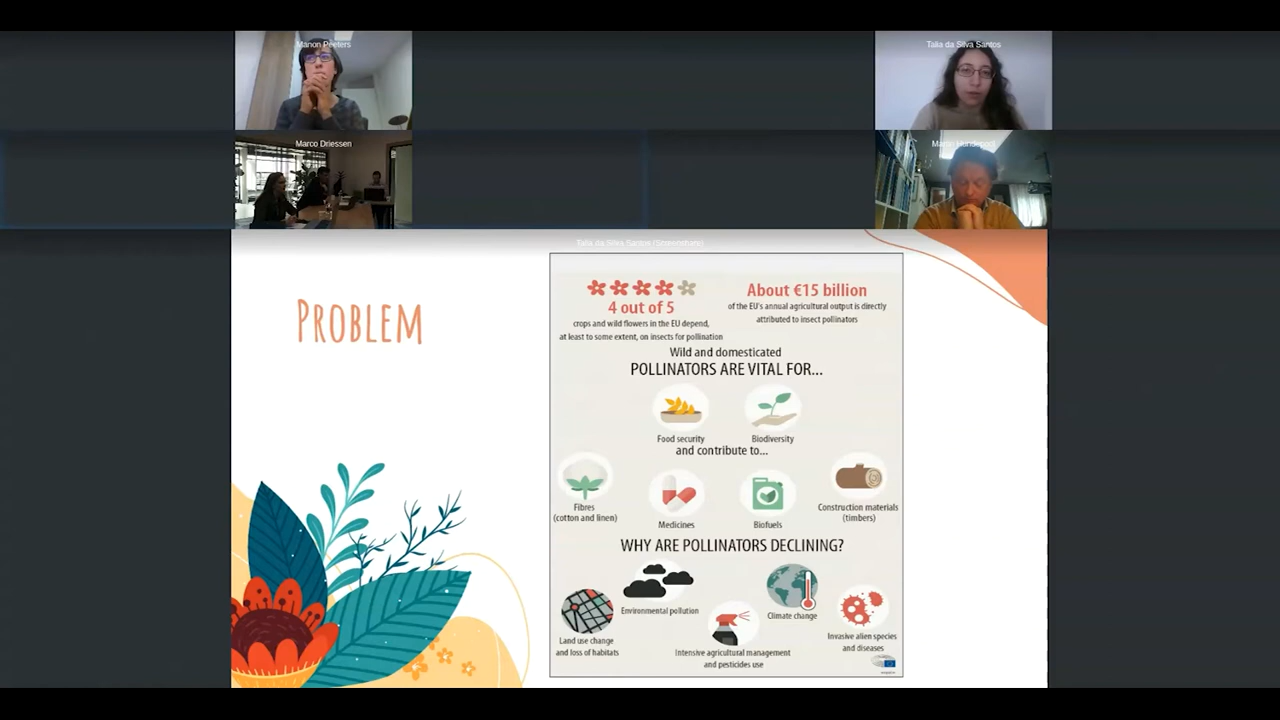 Manon Peeters
Talia da Silva Santos
Marco Driessen
Talia da Silva Santos (Screenshare)
PROBLEM
4 out of 5
crops and wild flowers in the EU depend,
at least to some extent, on insects for pollination
About €15 billion
of the EU's annual agricultural output is directly
attributed to insect pollinators
Wild and domesticated
POLLINATORS ARE VITAL FOR...
Food security
Biodiversity
and contribute to...
Fibres
(cotton and linen)
Medicines
Biofuels
Construction materials
(timbers)
WHY ARE POLLINATORS DECLINING?
Land use change
and loss of habitats
Environmental pollution
Intensive agricultural management
and pesticides use
Climate change
Invasive alien species
and diseases